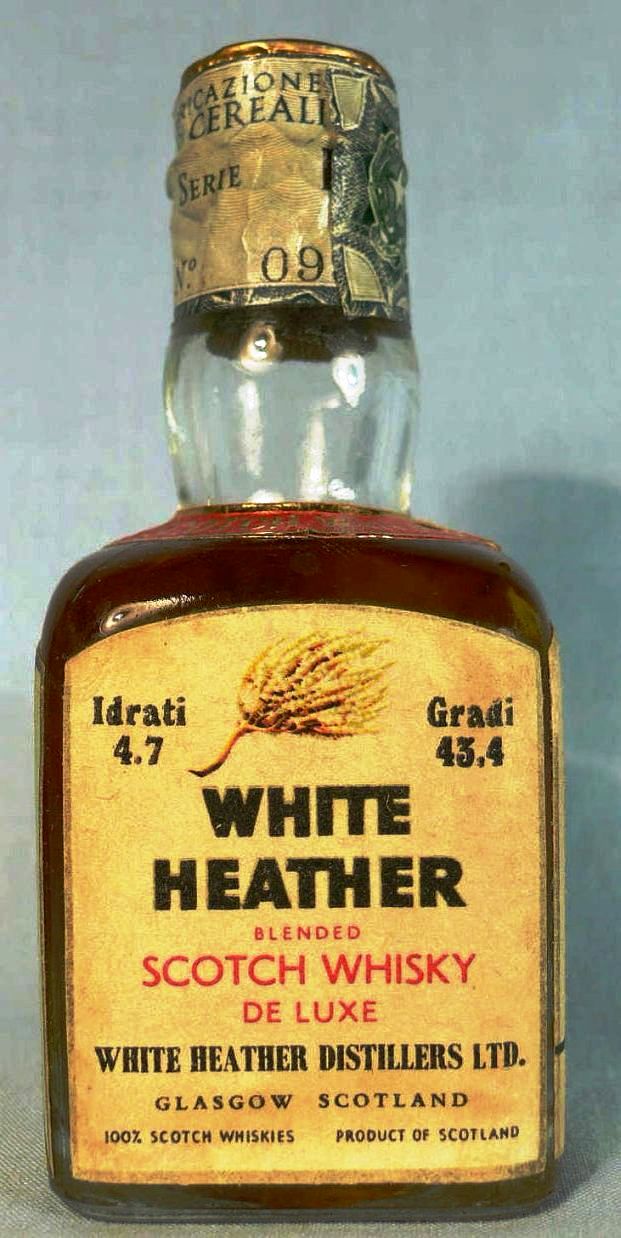 CAZIONE
CEREALI
SERIE I
N.º 09
Idrati
4.7
Gradi
43.4
WHITE
HEATHER
BLENDED
SCOTCH WHISKY
DE LUXE
WHITE HEATHER DISTILLERS LTD.
GLASGOW SCOTLAND
100% SCOTCH WHISKIES PRODUCT OF SCOTLAND